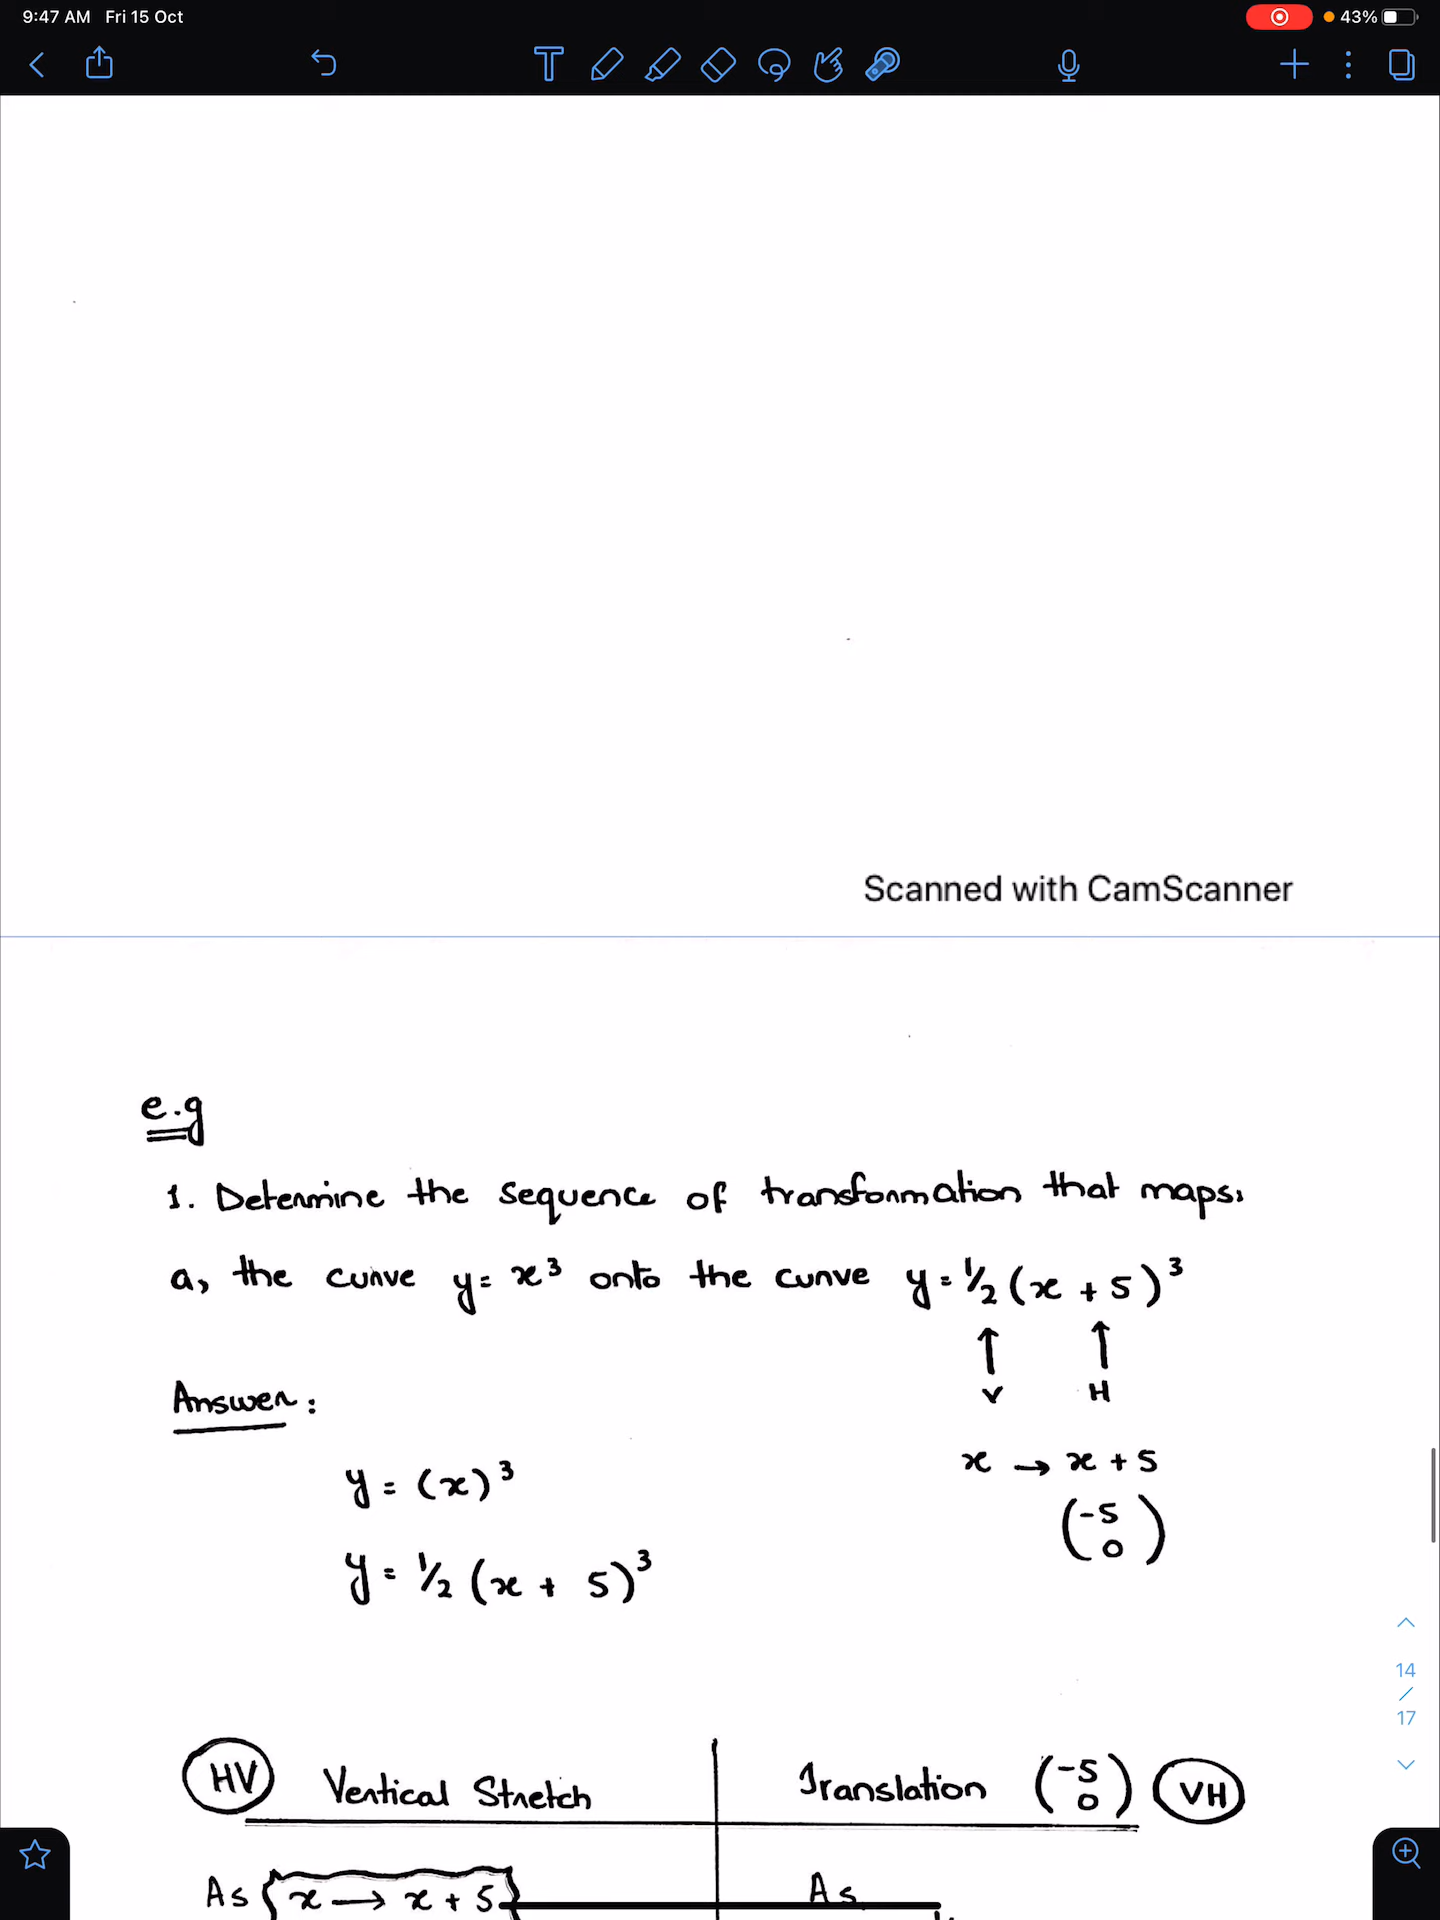 9:47 AM Fri 15 Oct
43%
T
Scanned with CamScanner
e.g
1. Determine the sequence of transformation that maps:
a, the curve y = x³ onto the curve y = ½ (x + 5)³
↑ ↑
V H
Answer:
x → x + 5
y = (x)³
(-5
0)
y = ½ (x + 5)³
14
/
17
HV Vertical Stretch Translation (-5
0) VH
As x → x + 5 As